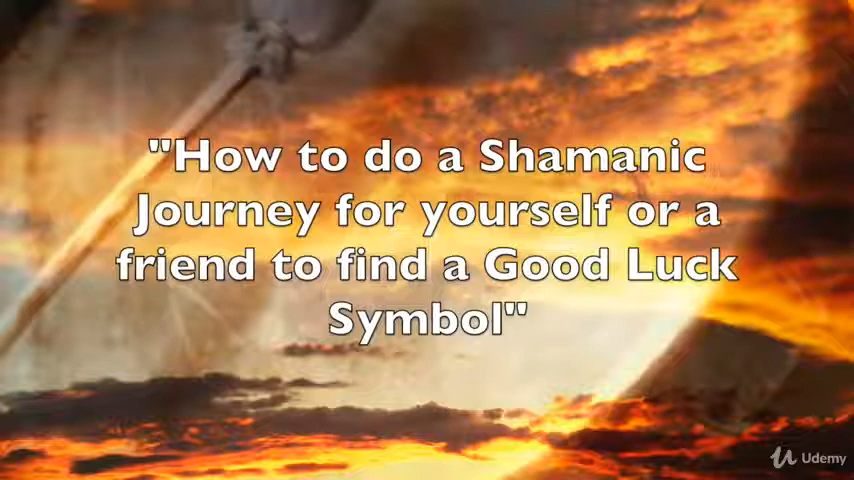 "How to do a Shamanic
Journey for yourself or a
friend to find a Good Luck
Symbol"
Udemy